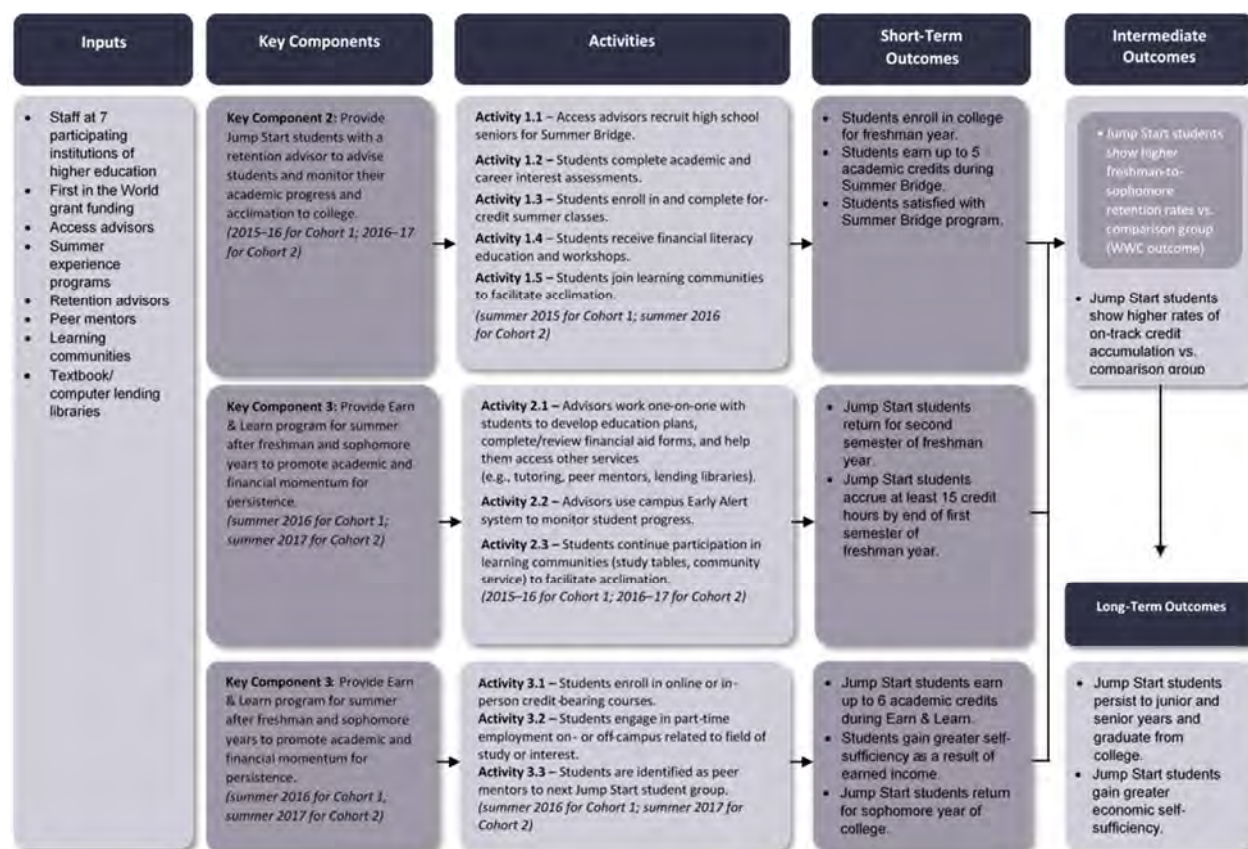 Inputs
Key Components
Activities
Short-Term
Outcomes
Intermediate
Outcomes
• Staff at 7
participating
institutions of
higher education
• First in the World
grant funding
• Access advisors
• Summer
experience
programs
• Retention advisors
• Peer mentors
• Learning
communities
• Textbook/
computer lending
libraries
Key Component 2: Provide
Jump Start students with a
retention advisor to advise
students and monitor their
academic progress and
acclimation to college.
(2015–16 for Cohort 1; 2016–17
for Cohort 2)
Activity 1.1 – Access advisors recruit high school
seniors for Summer Bridge.
Activity 1.2 – Students complete academic and
career interest assessments.
Activity 1.3 – Students enroll in and complete for-
credit summer classes.
Activity 1.4 – Students receive financial literacy
education and workshops.
Activity 1.5 – Students join learning communities
to facilitate acclimation.
(summer 2015 for Cohort 1; summer 2016
for Cohort 2)
• Students enroll in college
for freshman year.
• Students earn up to 5
academic credits during
Summer Bridge.
• Students satisfied with
Summer Bridge program.
• Jump Start students
show higher
freshman-to-
sophomore
retention rates vs.
comparison group
(WWC outcome)
• Jump Start students
show higher rates of
on-track credit
accumulation vs.
comparison group
Key Component 3: Provide Earn
& Learn program for summer
after freshman and sophomore
years to promote academic and
financial momentum for
persistence.
(summer 2016 for Cohort 1;
summer 2017 for Cohort 2)
Activity 2.1 – Advisors work one-on-one with
students to develop education plans,
complete/review financial aid forms, and help
them access other services
(e.g., tutoring, peer mentors, lending libraries).
Activity 2.2 – Advisors use campus Early Alert
system to monitor student progress.
Activity 2.3 – Students continue participation in
learning communities (study tables, community
service) to facilitate acclimation.
(2015–16 for Cohort 1; 2016–17 for Cohort 2)
• Jump Start students
return for second
semester of freshman
year.
• Jump Start students
accrue at least 15 credit
hours by end of first
semester of
freshman year.
Long-Term Outcomes
Key Component 3: Provide Earn
& Learn program for summer
after freshman and sophomore
years to promote academic and
financial momentum for
persistence.
(summer 2016 for Cohort 1,
summer 2017 for Cohort 2)
Activity 3.1 – Students enroll in online or in-
person credit-bearing courses.
Activity 3.2 – Students engage in part-time
employment on- or off-campus related to field of
study or interest.
Activity 3.3 – Students are identified as peer
mentors to next Jump Start student group.
(summer 2016 for Cohort 1; summer 2017 for
Cohort 2)
• Jump Start students earn
up to 6 academic credits
during Earn & Learn.
• Students gain greater self-
sufficiency as a result of
earned income.
• Jump Start students return
for sophomore year of
college.
• Jump Start students
persist to junior and
senior years and
graduate from
college.
• Jump Start students
gain greater
economic self-
sufficiency.